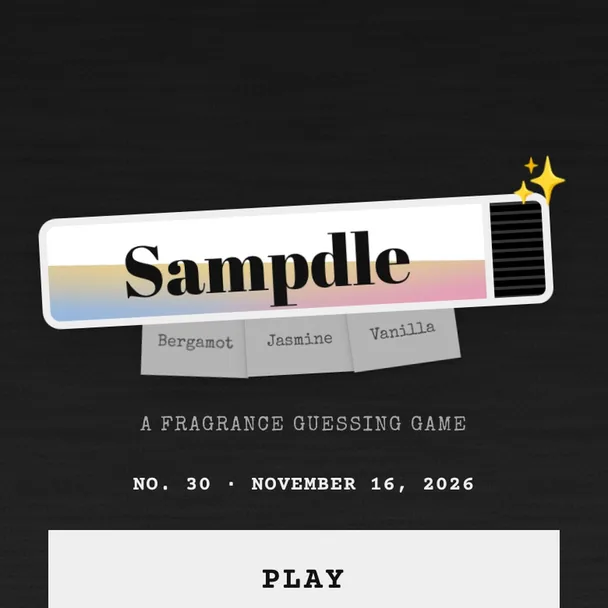 Sampdle
Bergamot Jasmine Vanilla
A FRAGRANCE GUESSING GAME
NO. 30 · NOVEMBER 16, 2026
PLAY